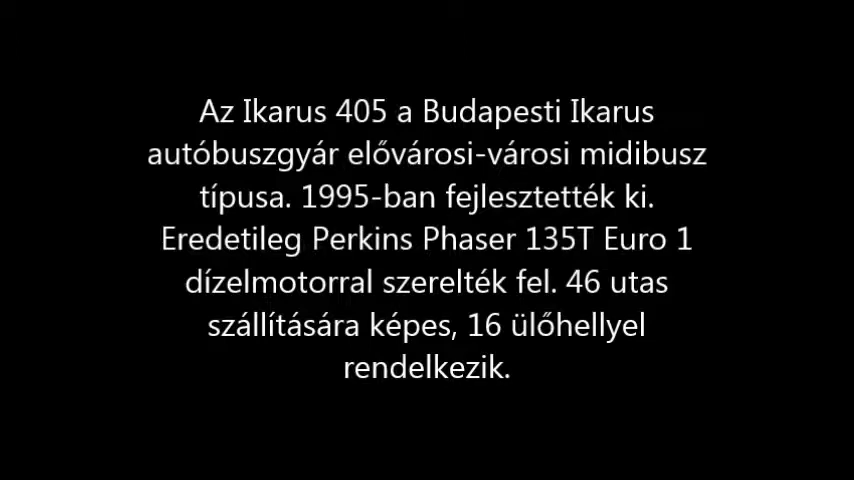 Az Ikarus 405 a Budapesti Ikarus
autóbuszgyár elővárosi-városi midibusz
típusa. 1995-ban fejlesztették ki.
Eredetileg Perkins Phaser 135T Euro 1
dízelmotorral szerelték fel. 46 utas
szállítására képes, 16 ülőhellyel
rendelkezik.